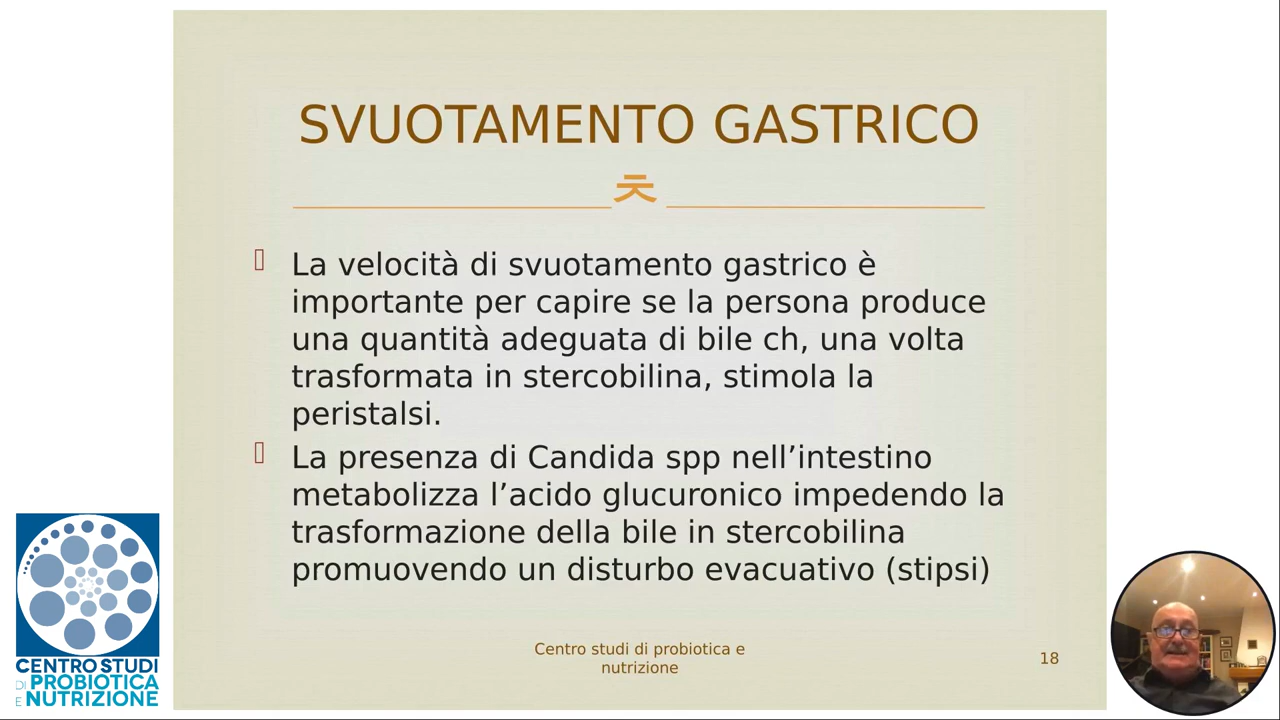 SVUOTAMENTO GASTRICO
La velocità di svuotamento gastrico è
importante per capire se la persona produce
una quantità adeguata di bile ch, una volta
trasformata in stercobilina, stimola la
peristalsi.
La presenza di Candida spp nell’intestino
metabolizza l’acido glucuronico impedendo la
trasformazione della bile in stercobilina
promuovendo un disturbo evacuativo (stipsi)
Centro studi di probiotica e
nutrizione
18
CENTRO STUDI
DI PROBIOTICA
E NUTRIZIONE